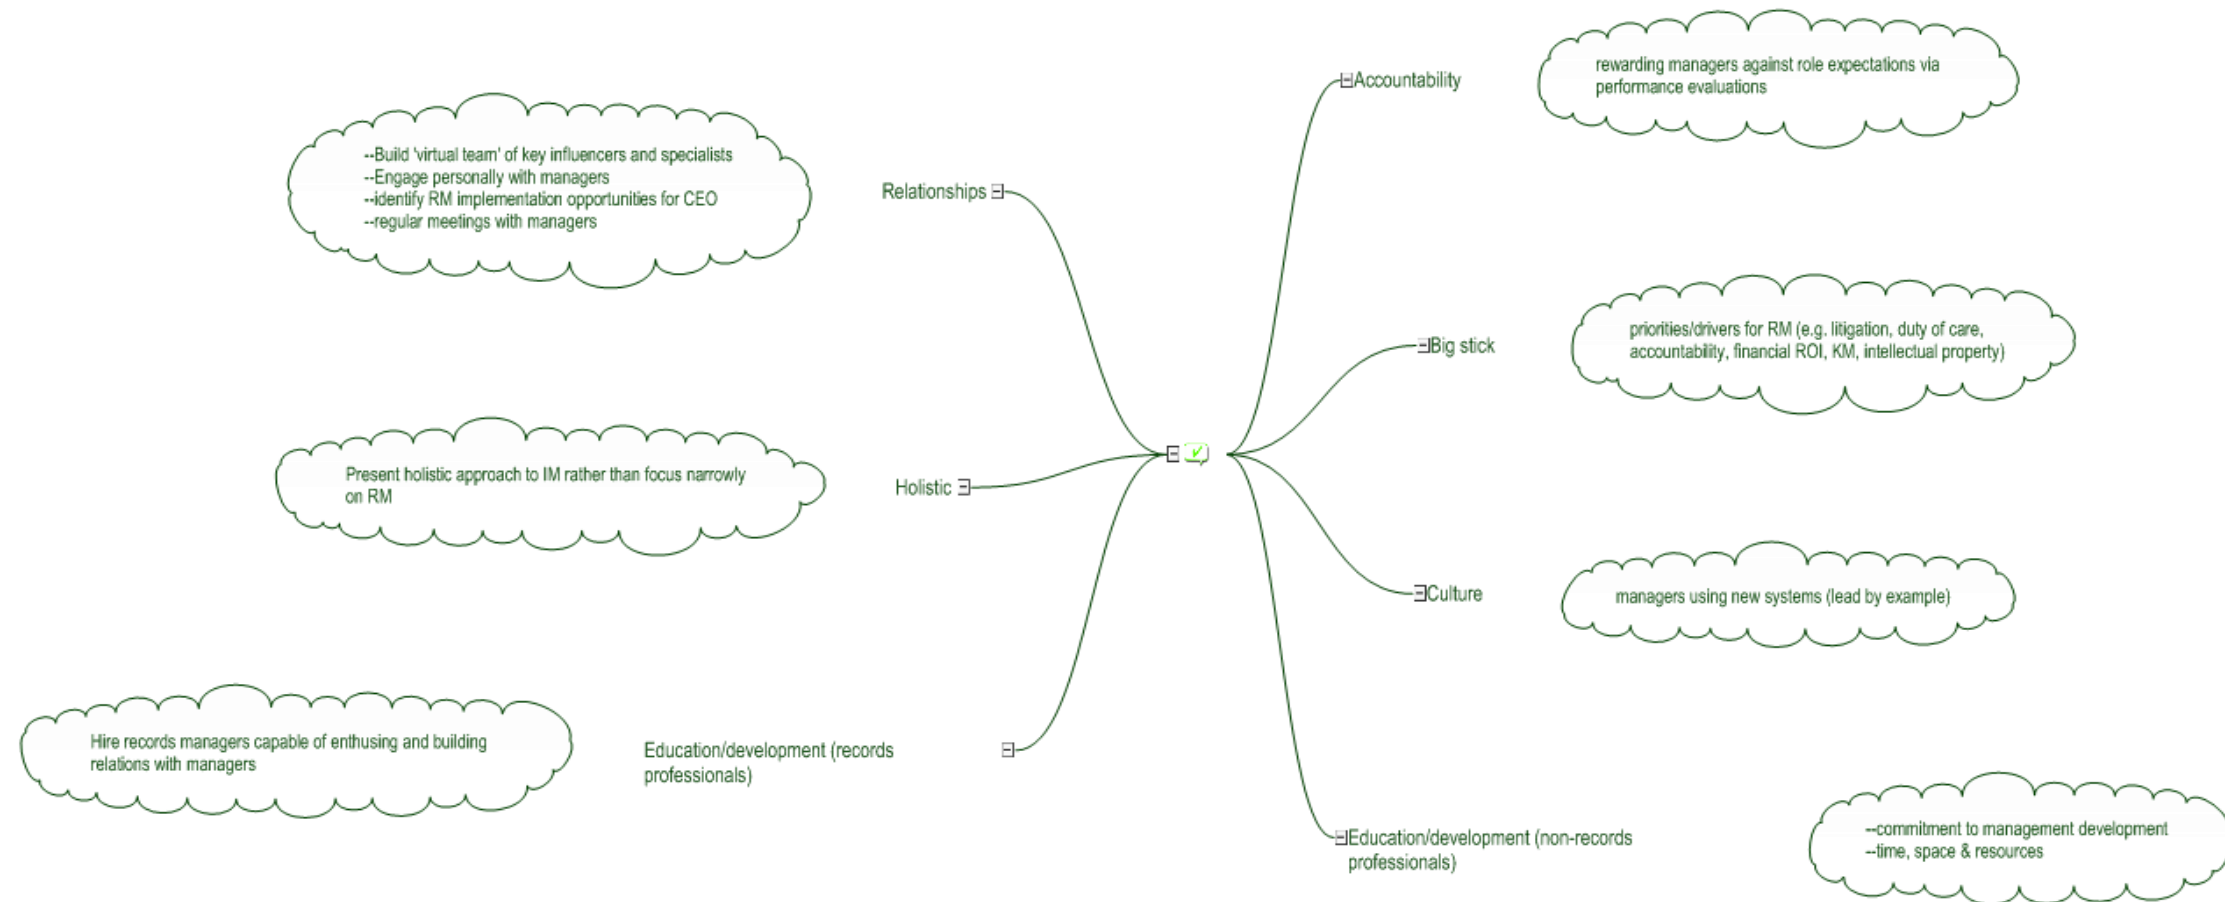 Accountability
rewarding managers against role expectations via
performance evaluations
--Build 'virtual team' of key influencers and specialists
--Engage personally with managers
--identify RM implementation opportunities for CEO
--regular meetings with managers
Relationships
Big stick
priorities/drivers for RM (e.g. litigation, duty of care,
accountability, financial ROI, KM, intellectual property)
Present holistic approach to IM rather than focus narrowly
on RM
Holistic
Culture
managers using new systems (lead by example)
Hire records managers capable of enthusing and building
relations with managers
Education/development (records
professionals)
Education/development (non-records
professionals)
--commitment to management development
--time, space & resources